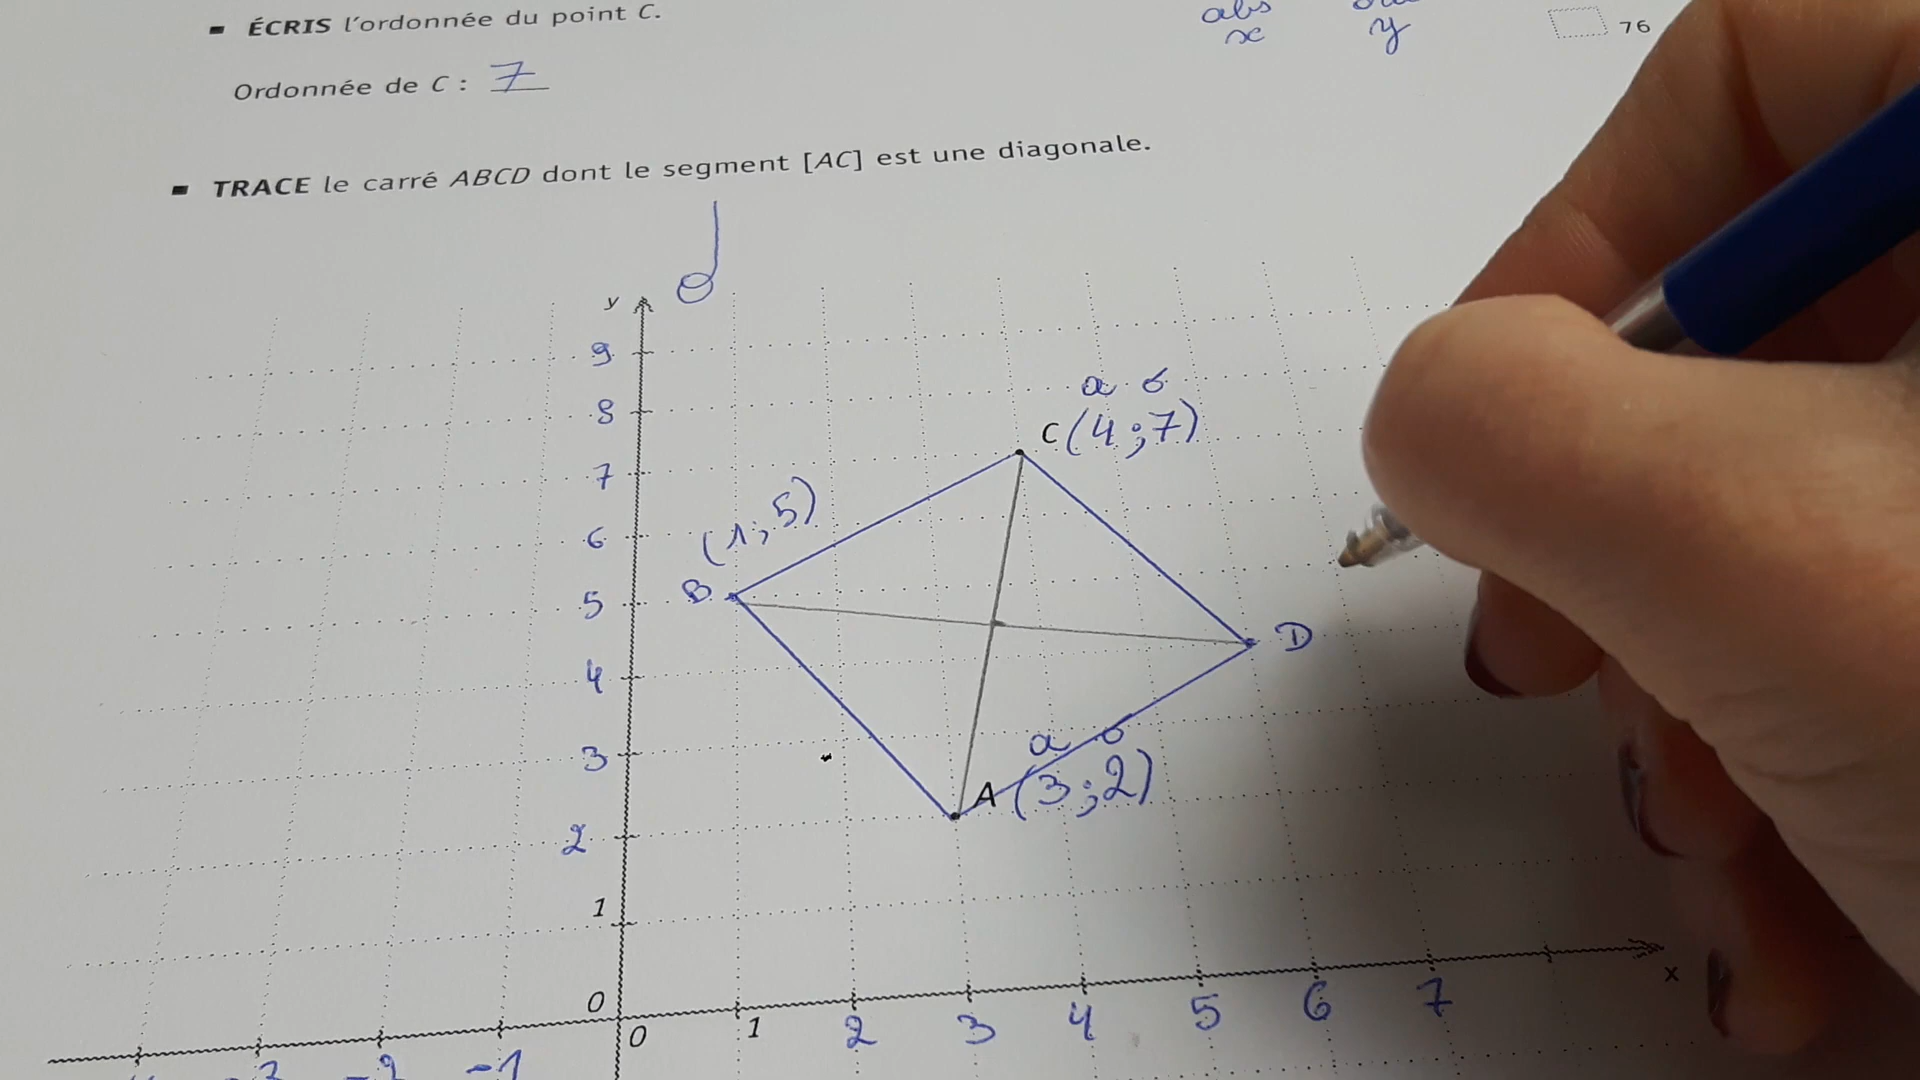 ▪ ÉCRIS l'ordonnée du point C.
abs
x y
76
Ordonnée de C : 7
▪ TRACE le carré ABCD dont le segment [AC] est une diagonale.
y
9
8
7
6
5
4
3
2
1
0
a o
C(4;7)
(1;5)
B
D
a o
A(3;2)
x
0 1 2 3 4 5 6 7
-2 -1